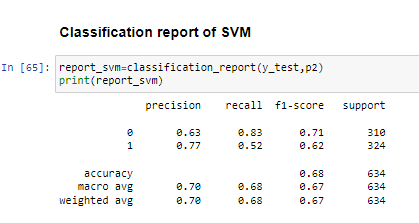 Classification report of SVM
In [65]: report_svm=classification_report(y_test,p2)
print(report_svm)
precision recall f1-score support
0 0.63 0.83 0.71 310
1 0.77 0.52 0.62 324
accuracy 0.68 634
macro avg 0.70 0.68 0.67 634
weighted avg 0.70 0.68 0.67 634